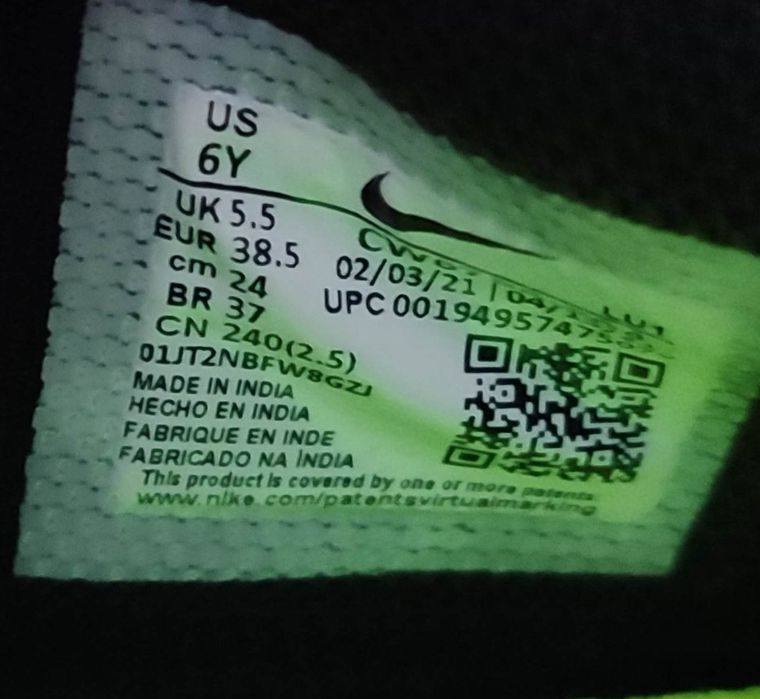 US
6Y
UK 5.5
EUR 38.5
cm 24
BR 37
CN 240(2.5)
02/03/21 |
UPC
01JT2NBFW8GZJ
MADE IN INDIA
HECHO EN INDIA
FABRIQUE EN INDE
FABRICADO NA ÍNDIA
This product is covered by one or more patents
www.nike.com/patentsvirtualmarking